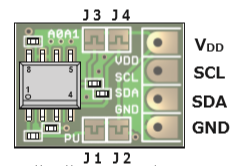 J3 J4
A0A1
VDD
SCL
SDA
GND
8 5
1 4
PU
J1 J2
VDD
SCL
SDA
GND